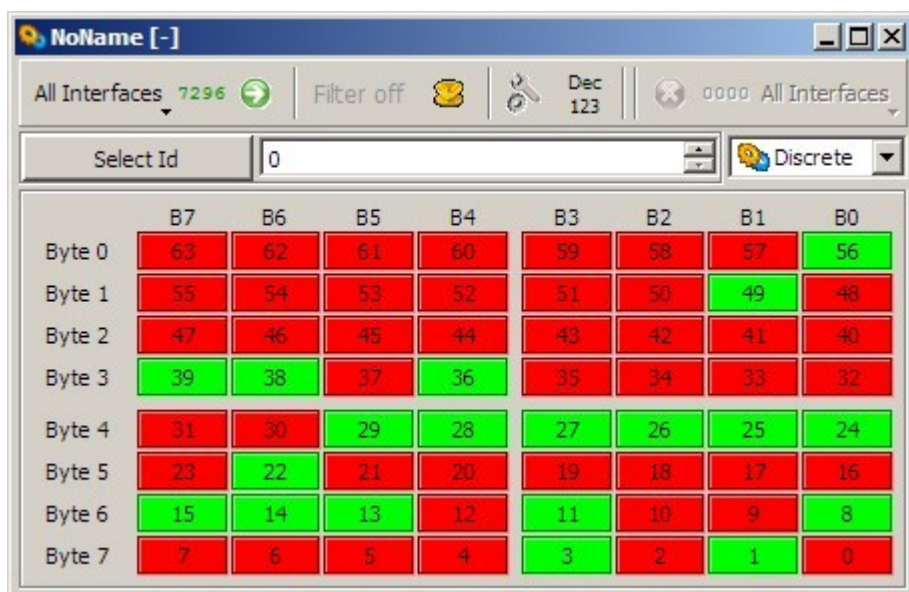 NoName [-]
All Interfaces 7296 Filter off Dec 123 0000 All Interfaces
Select Id 0 Discrete
B7 B6 B5 B4 B3 B2 B1 B0
Byte 0 63 62 61 60 59 58 57 56
Byte 1 55 54 53 52 51 50 49 48
Byte 2 47 46 45 44 43 42 41 40
Byte 3 39 38 37 36 35 34 33 32
Byte 4 31 30 29 28 27 26 25 24
Byte 5 23 22 21 20 19 18 17 16
Byte 6 15 14 13 12 11 10 9 8
Byte 7 7 6 5 4 3 2 1 0